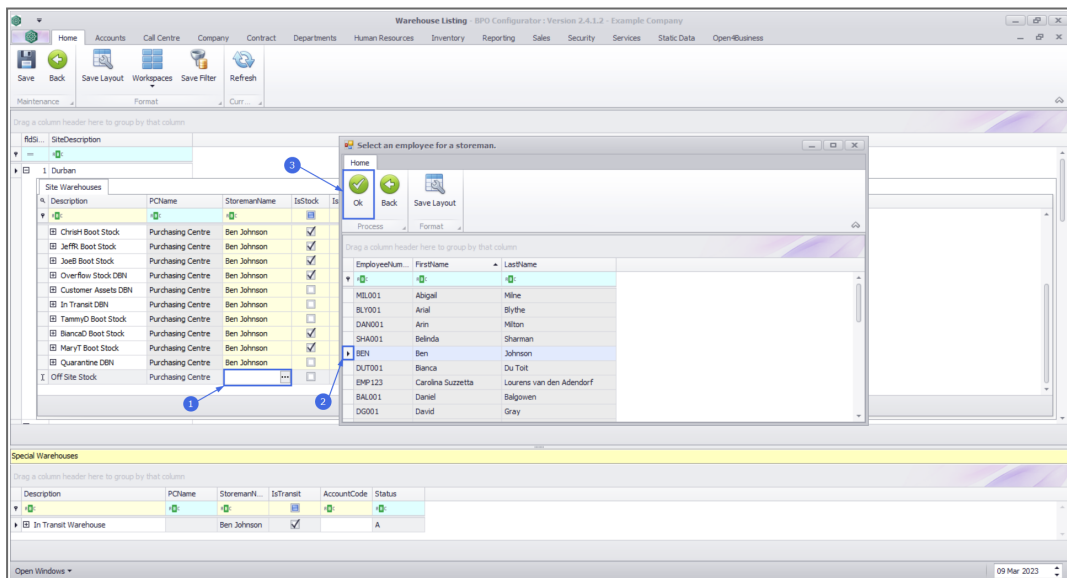 Warehouse Listing - BPO Configurator : Version 2.4.1.2 - Example Company
Home Accounts Call Centre Company Contract Departments Human Resources Inventory Reporting Sales Security Services Static Data Open4Business
Save Back Save Layout Workspaces Save Filter Refresh
Maintenance Format Curr...
Drag a column header here to group by that column
fldSi... SiteDescription
1 Durban
Site Warehouses
Description PCName StoremanName IsStock Is
ChrisH Boot Stock Purchasing Centre Ben Johnson
JeffR Boot Stock Purchasing Centre Ben Johnson
JoeB Boot Stock Purchasing Centre Ben Johnson
Overflow Stock DBN Purchasing Centre Ben Johnson
Customer Assets DBN Purchasing Centre Ben Johnson
In Transit DBN Purchasing Centre Ben Johnson
TammyD Boot Stock Purchasing Centre Ben Johnson
BiancaD Boot Stock Purchasing Centre Ben Johnson
MaryT Boot Stock Purchasing Centre Ben Johnson
Quarantine DBN Purchasing Centre Ben Johnson
Off Site Stock Purchasing Centre
1
Select an employee for a storeman.
Home
3
Ok Back Save Layout
Process Format
Drag a column header here to group by that column
EmployeeNum... FirstName LastName
MIL001 Abigail Milne
BLY001 Arial Blythe
DAN001 Arin Milton
SHA001 Belinda Sharman
BEN Ben Johnson
DUT001 Bianca Du Toit
EMP123 Carolina Suzzetta Lourens van den Adendorf
BAL001 Daniel Balgowen
DG001 David Gray
2
Special Warehouses
Drag a column header here to group by that column
Description PCName StoremanN... IsTransit AccountCode Status
In Transit Warehouse Ben Johnson A
Open Windows 09 Mar 2023